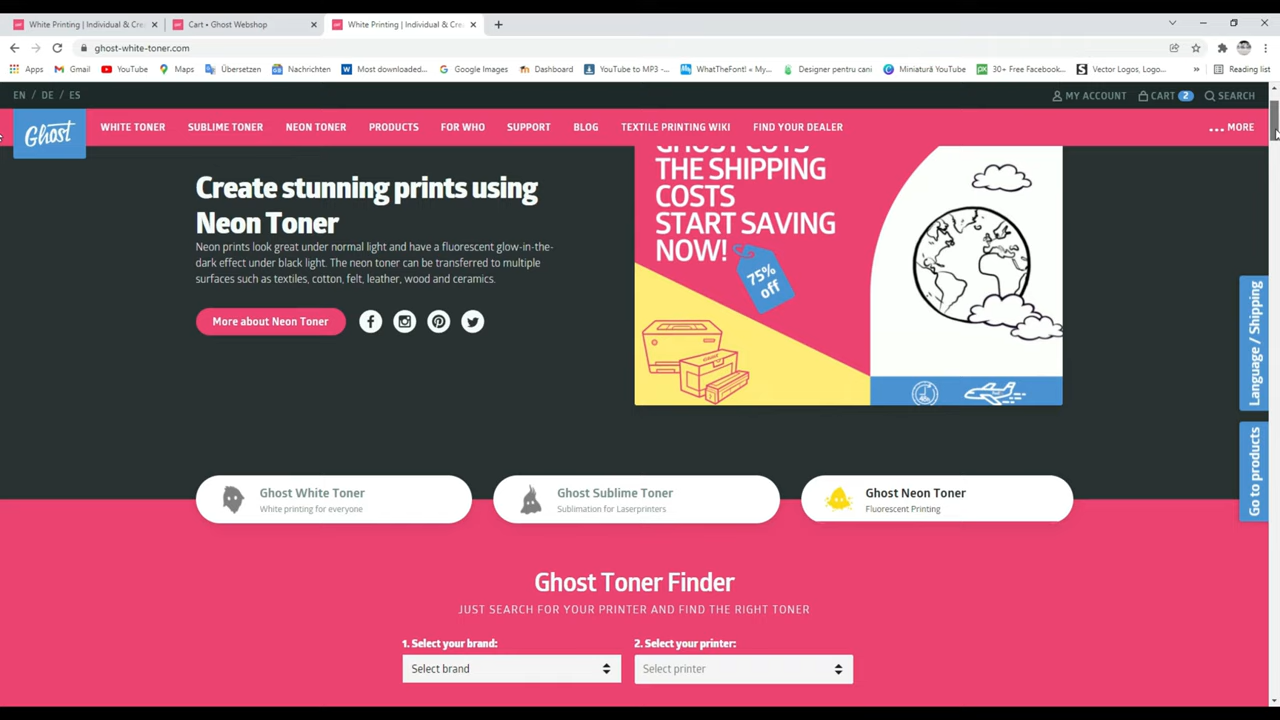 White Printing | Individual & Cre
Cart • Ghost Webshop
White Printing | Individual & Cre
ghost-white-toner.com
Apps
Gmail
YouTube
Maps
Übersetzen
Nachrichten
Most downloaded...
Google Images
Dashboard
YouTube to MP3 -...
WhatTheFont! « My...
Designer pentru cani
Miniatură YouTube
30+ Free Facebook...
Vector Logos, Logo...
»
Reading list
EN / DE / ES
MY ACCOUNT
CART 2
SEARCH
Ghost
WHITE TONER
SUBLIME TONER
NEON TONER
PRODUCTS
FOR WHO
SUPPORT
BLOG
TEXTILE PRINTING WIKI
FIND YOUR DEALER
... MORE
Create stunning prints using
Neon Toner
Neon prints look great under normal light and have a fluorescent glow-in-the-
dark effect under black light. The neon toner can be transferred to multiple
surfaces such as textiles, cotton, felt, leather, wood and ceramics.
More about Neon Toner
GHOST CUTS
THE SHIPPING
COSTS
START SAVING
NOW!
75%
off
Language / Shipping
Go to products
Ghost White Toner
White printing for everyone
Ghost Sublime Toner
Sublimation for Laserprinters
Ghost Neon Toner
Fluorescent Printing
Ghost Toner Finder
JUST SEARCH FOR YOUR PRINTER AND FIND THE RIGHT TONER
1. Select your brand:
Select brand
2. Select your printer:
Select printer